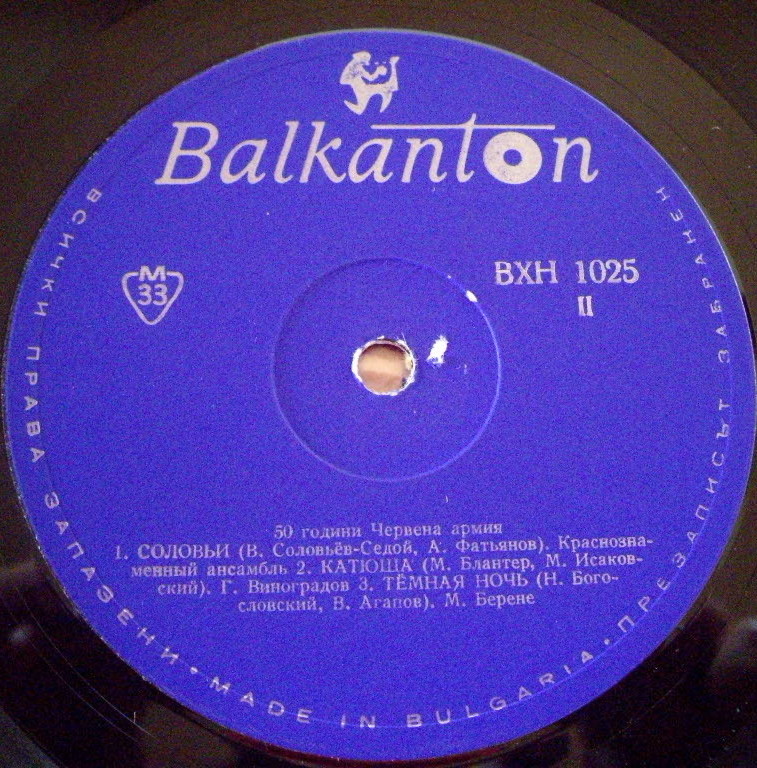 Balkanton
M
33
ВХН 1025
II
50 години Червена армия
1. СОЛОВЬИ (В. Соловьёв-Седой, А. Фатьянов). Краснозна-
менный ансамбль 2. КАТЮША (М. Блантер, М. Исаков-
ский). Г. Виноградов 3. ТЁМНАЯ НОЧЬ (Н. Бого-
словский, В. Агапов). М. Берене
ВСИЧКИ ПРАВА ЗАПАЗЕНИ • MADE IN BULGARIA • ПРЕЗАПИСЪТ ЗАБРАНЕН